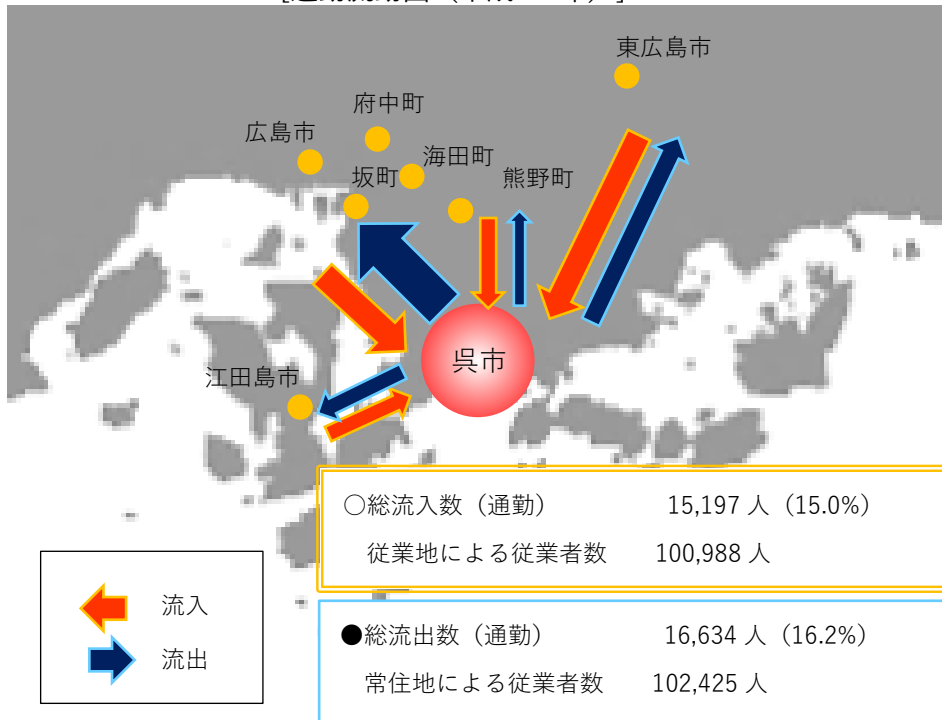 東広島市
府中町
広島市
海田町
坂町
熊野町
呉市
江田島市
○総流入数（通勤） 15,197 人（15.0%）
従業地による従業者数 100,988 人
流入
流出
●総流出数（通勤） 16,634 人（16.2%）
常住地による従業者数 102,425 人